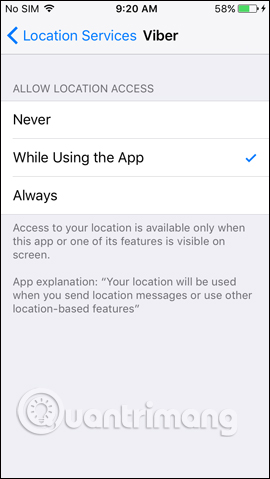 No SIM 9:20 AM 58%
Location Services Viber
ALLOW LOCATION ACCESS
Never
While Using the App
Always
Access to your location is available only when
this app or one of its features is visible on
screen.
App explanation: “Your location will be used
when you send location messages or use other
location-based features”
Quantrimang